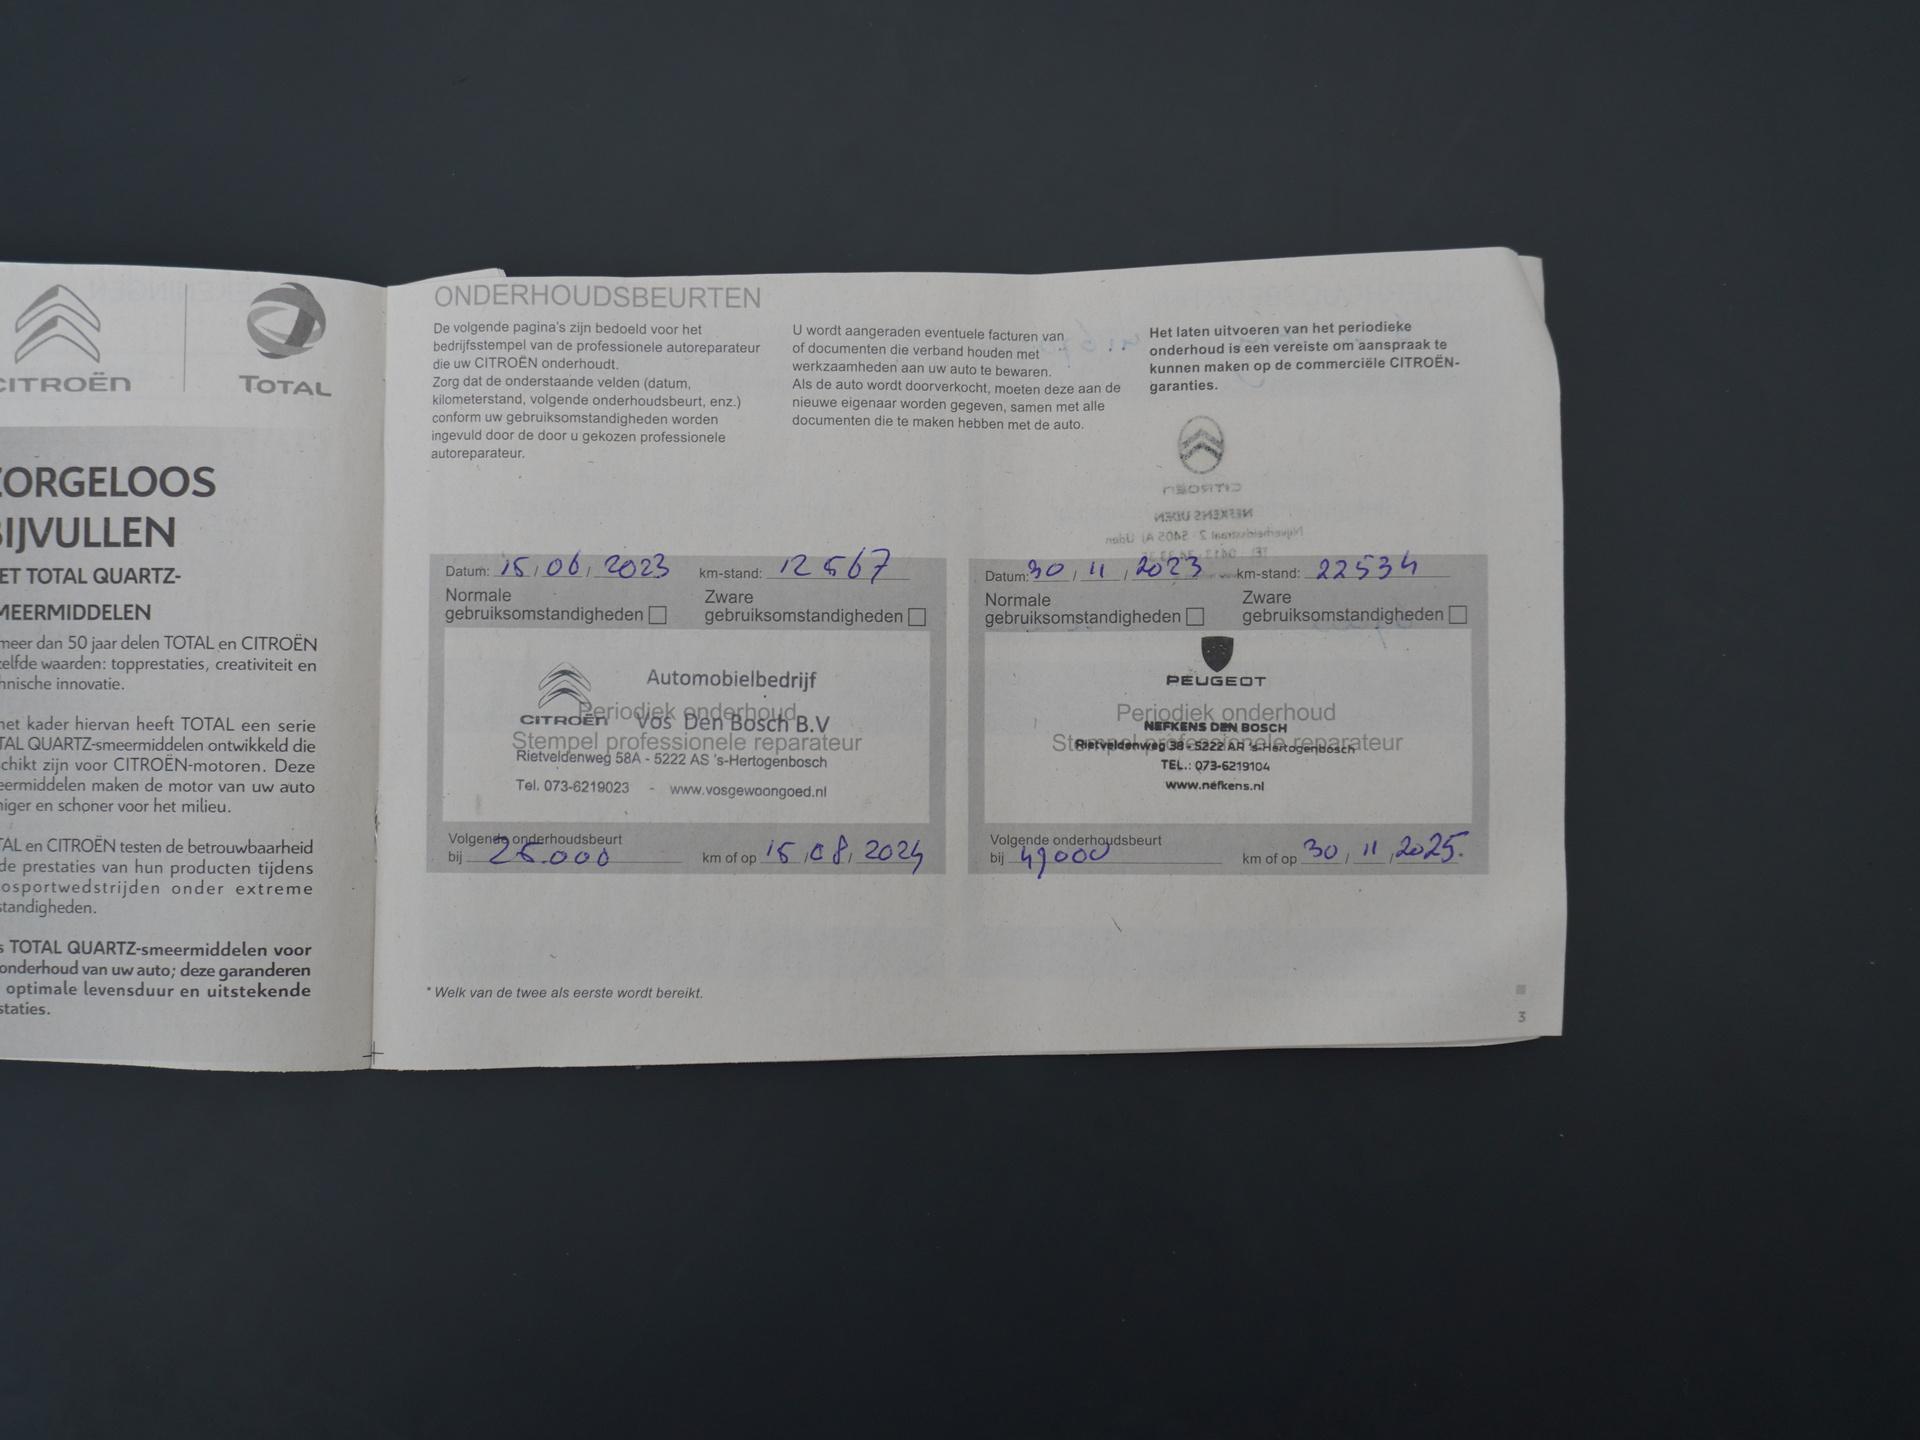 CITROËN
TOTAL
ZORGELOOS
BIJVULLEN
ET TOTAL QUARTZ-
MEERMIDDELEN
meer dan 50 jaar delen TOTAL en CITROËN
elfde waarden: topprestaties, creativiteit en
hnische innovatie.
het kader hiervan heeft TOTAL een serie
TAL QUARTZ-smeermiddelen ontwikkeld die
chikt zijn voor CITROËN-motoren. Deze
eermiddelen maken de motor van uw auto
niger en schoner voor het milieu.
TAL en CITROËN testen de betrouwbaarheid
de prestaties van hun producten tijdens
osportwedstrijden onder extreme
standigheden.
s TOTAL QUARTZ-smeermiddelen voor
onderhoud van uw auto; deze garanderen
optimale levensduur en uitstekende
staties.
ONDERHOUDSBEURTEN
De volgende pagina's zijn bedoeld voor het
bedrijfsstempel van de professionele autoreparateur
die uw CITROËN onderhoudt.
Zorg dat de onderstaande velden (datum,
kilometerstand, volgende onderhoudsbeurt, enz.)
conform uw gebruiksomstandigheden worden
ingevuld door de door u gekozen professionele
autoreparateur.
U wordt aangeraden eventuele facturen van
of documenten die verband houden met
werkzaamheden aan uw auto te bewaren.
Als de auto wordt doorverkocht, moeten deze aan de
nieuwe eigenaar worden gegeven, samen met alle
documenten die te maken hebben met de auto.
Het laten uitvoeren van het periodieke
onderhoud is een vereiste om aanspraak te
kunnen maken op de commerciële CITROËN-
garanties.
CITROËN
NEFKENS UDEN
Nijverheidsstraat 2 - 5405 AJ Uden
Datum: 15 / 06 / 2023 km-stand: 12567
Normale
gebruiksomstandigheden
Zware
gebruiksomstandigheden
Automobielbedrijf
Periodiek onderhoud
CITROËN Vos Den Bosch B.V
Stempel professionele reparateur
Rietveldenweg 58A - 5222 AS 's-Hertogenbosch
Tel. 073-6219023 - www.vosgewoongoed.nl
Volgende onderhoudsbeurt
bij 25.000 km of op 15 / 08 / 2024
Datum: 30 / 11 / 2023 km-stand: 22534
Normale
gebruiksomstandigheden
Zware
gebruiksomstandigheden
PEUGEOT
Periodiek onderhoud
NEFKENS DEN BOSCH
Stempel professionele reparateur
Rietveldenweg 38 - 5222 AR 's-Hertogenbosch
TEL.: 073-6219104
www.nefkens.nl
Volgende onderhoudsbeurt
bij 47000 km of op 30 / 11 / 2025.
* Welk van de twee als eerste wordt bereikt.
3